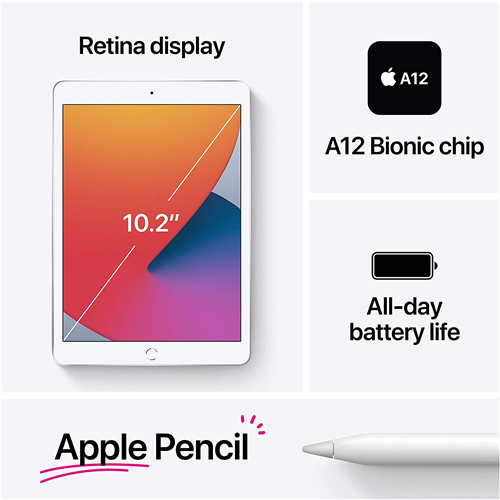 Retina display
10.2″
A12
A12 Bionic chip
All-day
battery life
Apple Pencil